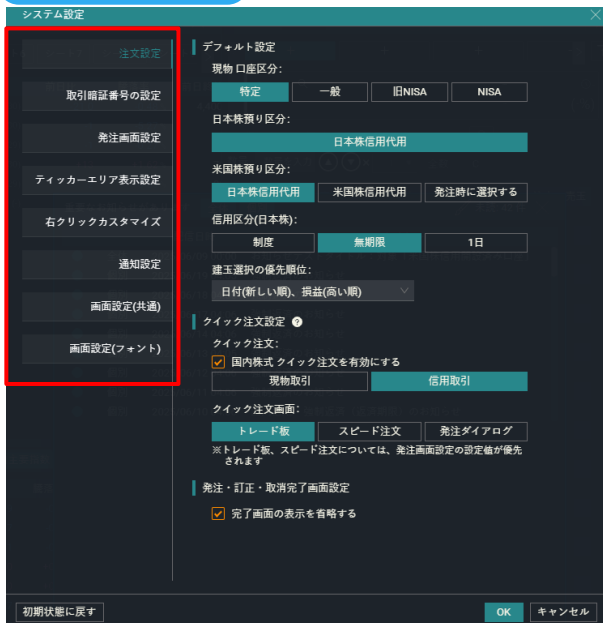 システム設定
注文設定
取引暗証番号の設定
発注画面設定
ティッカーエリア表示設定
右クリックカスタマイズ
通知設定
画面設定(共通)
画面設定(フォント)
デフォルト設定
現物 口座区分:
特定 一般 旧NISA NISA
日本株預り区分:
日本株信用代用
米国株預り区分:
日本株信用代用 米国株信用代用 発注時に選択する
信用区分(日本株):
制度 無期限 1日
建玉選択の優先順位:
日付(新しい順)、損益(高い順)
クイック注文設定 ?
クイック注文:
国内株式 クイック注文を有効にする
現物取引 信用取引
クイック注文画面:
トレード板 スピード注文 発注ダイアログ
※トレード板、スピード注文については、発注画面設定の設定値が優先
されます
発注・訂正・取消完了画面設定
完了画面の表示を省略する
初期状態に戻す OK キャンセル